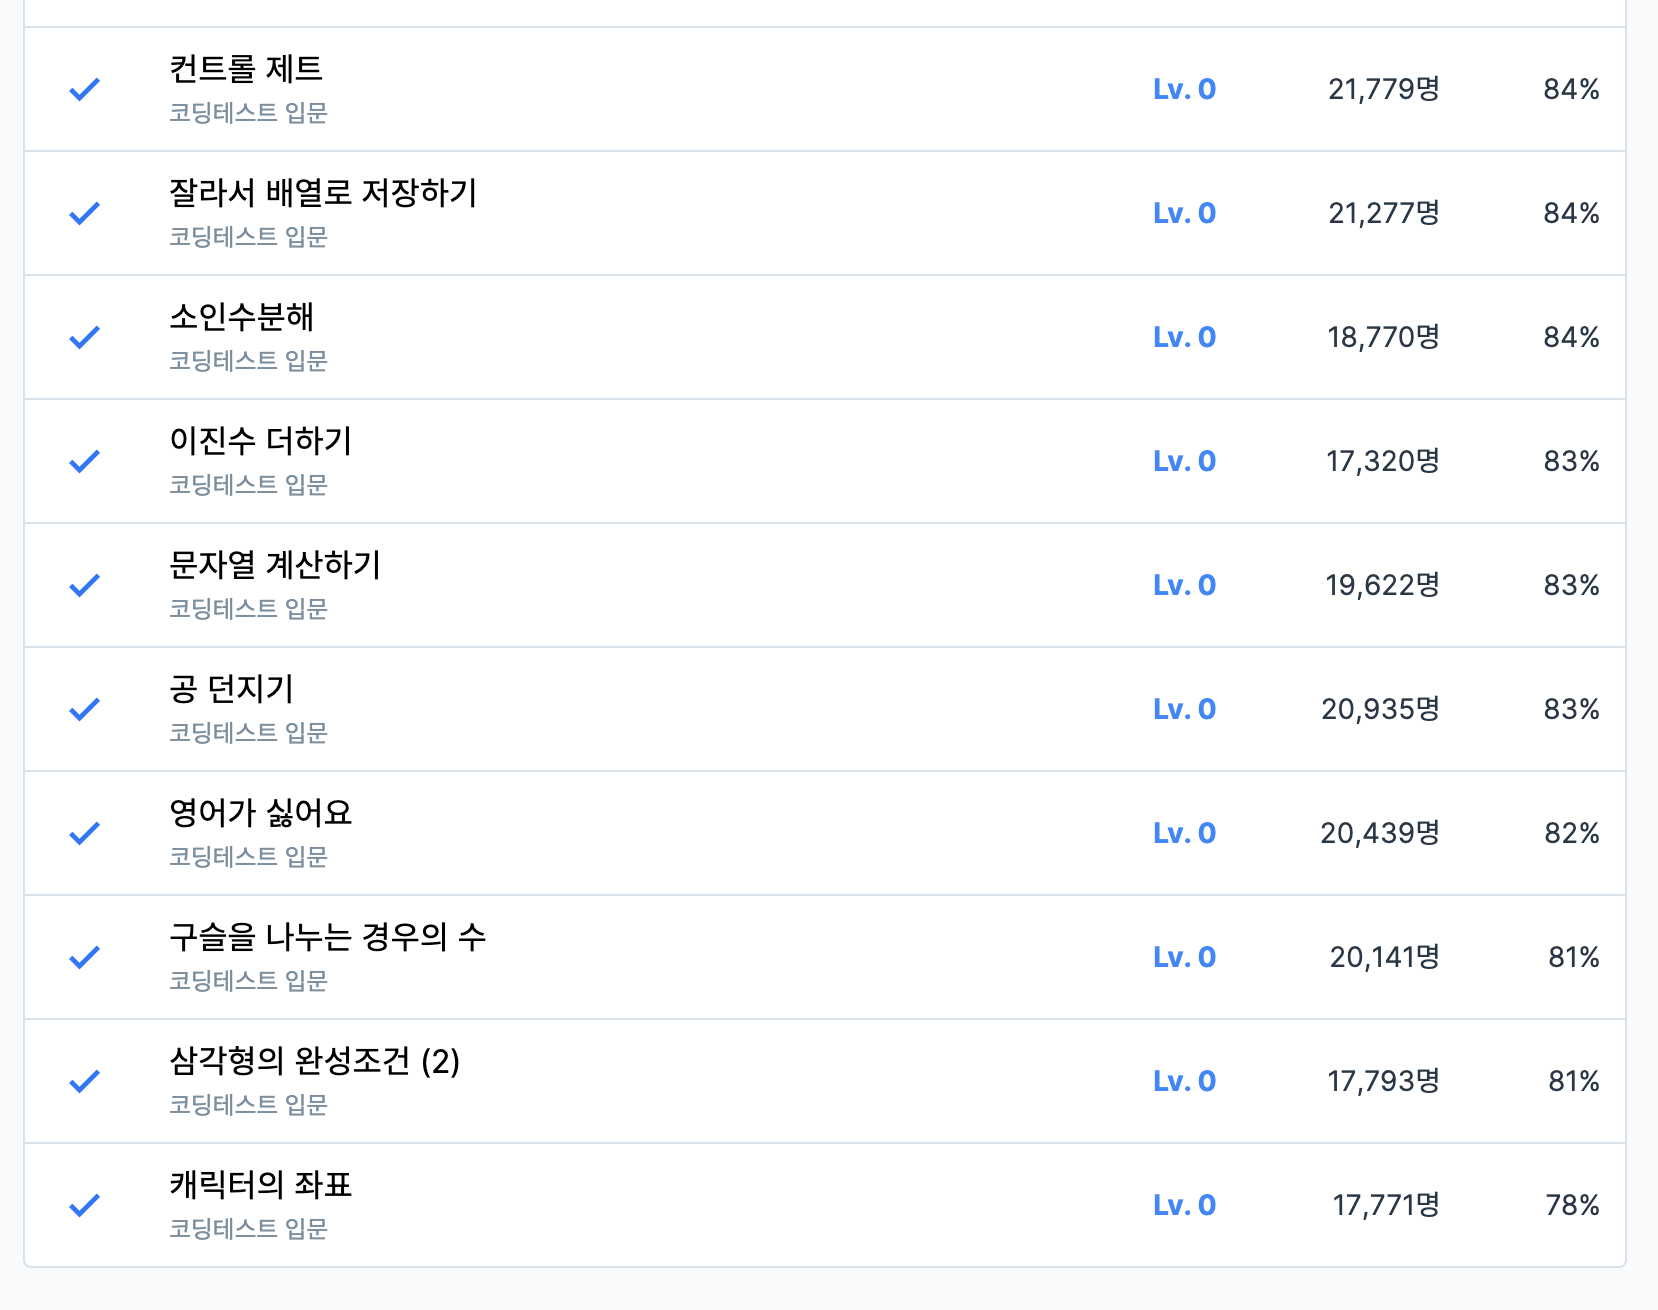 컨트롤 제트
코딩테스트 입문
Lv. 0
21,779명
84%
잘라서 배열로 저장하기
코딩테스트 입문
Lv. 0
21,277명
84%
소인수분해
코딩테스트 입문
Lv. 0
18,770명
84%
이진수 더하기
코딩테스트 입문
Lv. 0
17,320명
83%
문자열 계산하기
코딩테스트 입문
Lv. 0
19,622명
83%
공 던지기
코딩테스트 입문
Lv. 0
20,935명
83%
영어가 싫어요
코딩테스트 입문
Lv. 0
20,439명
82%
구슬을 나누는 경우의 수
코딩테스트 입문
Lv. 0
20,141명
81%
삼각형의 완성조건 (2)
코딩테스트 입문
Lv. 0
17,793명
81%
캐릭터의 좌표
코딩테스트 입문
Lv. 0
17,771명
78%